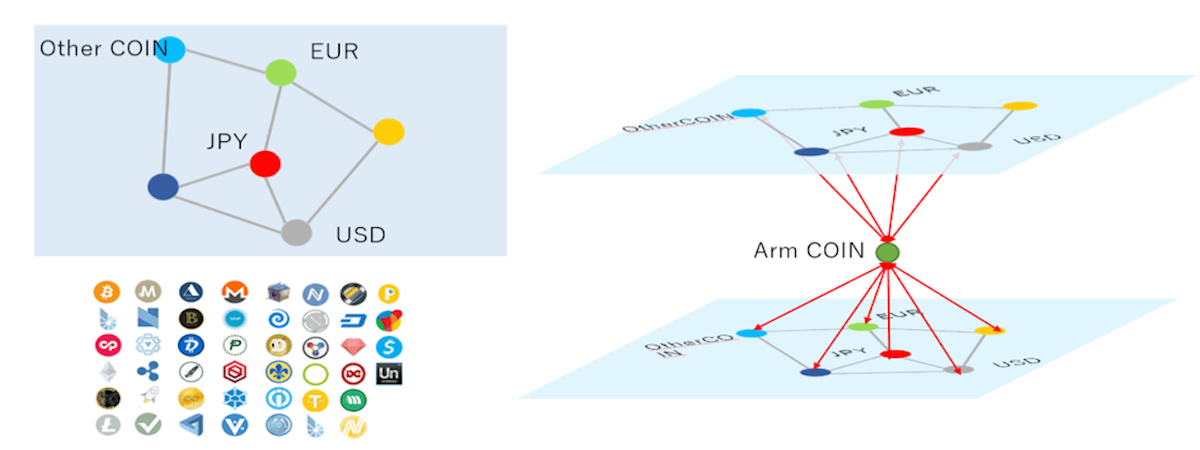 Other COIN
EUR
JPY
USD
EUR
OtherCOIN
JPY
USD
Arm COIN
EUR
OtherCO
IN
JPY
USD
Un